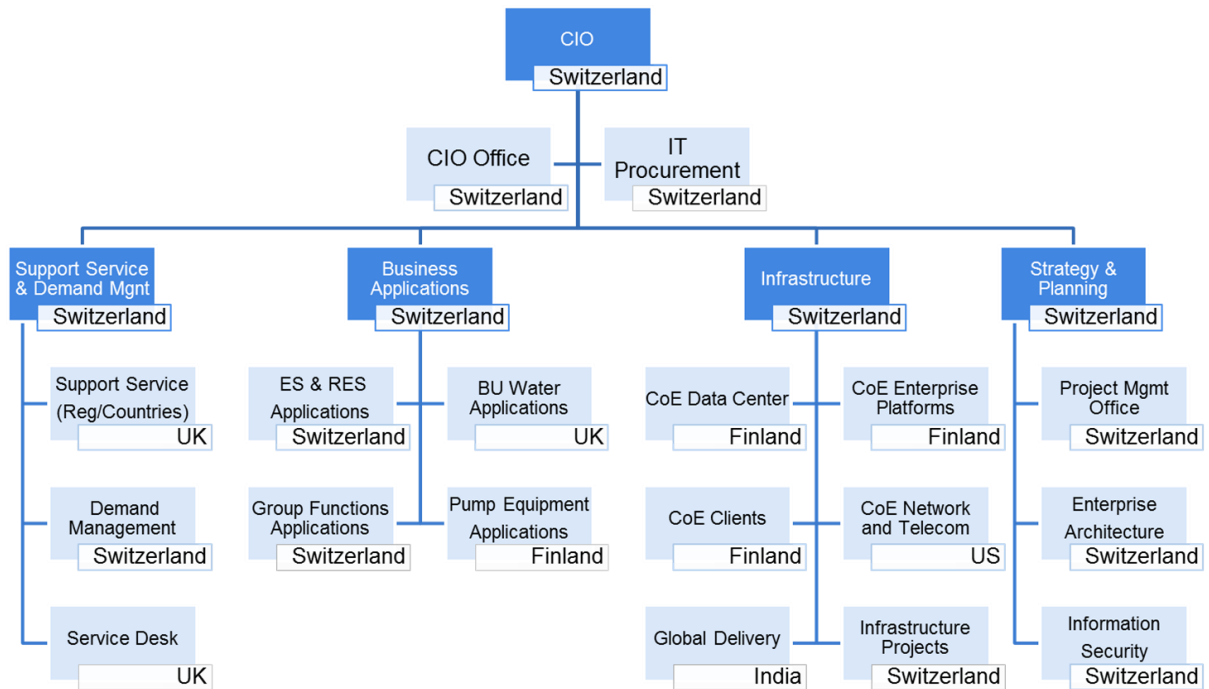 CIO
Switzerland
CIO Office
Switzerland
IT
Procurement
Switzerland
Support Service
& Demand Mgnt
Switzerland
Business
Applications
Switzerland
Infrastructure
Switzerland
Strategy &
Planning
Switzerland
Support Service
(Reg/Countries)
UK
ES & RES
Applications
Switzerland
BU Water
Applications
UK
CoE Data Center
Finland
CoE Enterprise
Platforms
Finland
Project Mgmt
Office
Switzerland
Demand
Management
Switzerland
Group Functions
Applications
Switzerland
Pump Equipment
Applications
Finland
CoE Clients
Finland
CoE Network
and Telecom
US
Enterprise
Architecture
Switzerland
Service Desk
UK
Global Delivery
India
Infrastructure
Projects
Switzerland
Information
Security
Switzerland